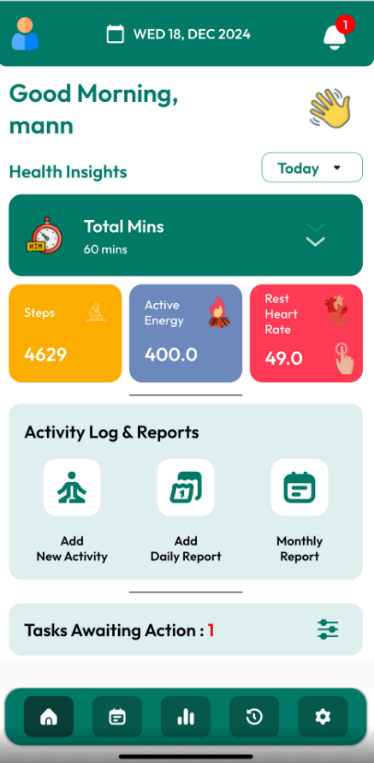 WED 18, DEC 2024
1
Good Morning,
mann
Health Insights
Today
Total Mins
60 mins
MIN
Steps
4629
Active
Energy
400.0
Rest
Heart
Rate
49.0
Activity Log & Reports
1
Add
New Activity
Add
Daily Report
Monthly
Report
Tasks Awaiting Action : 1